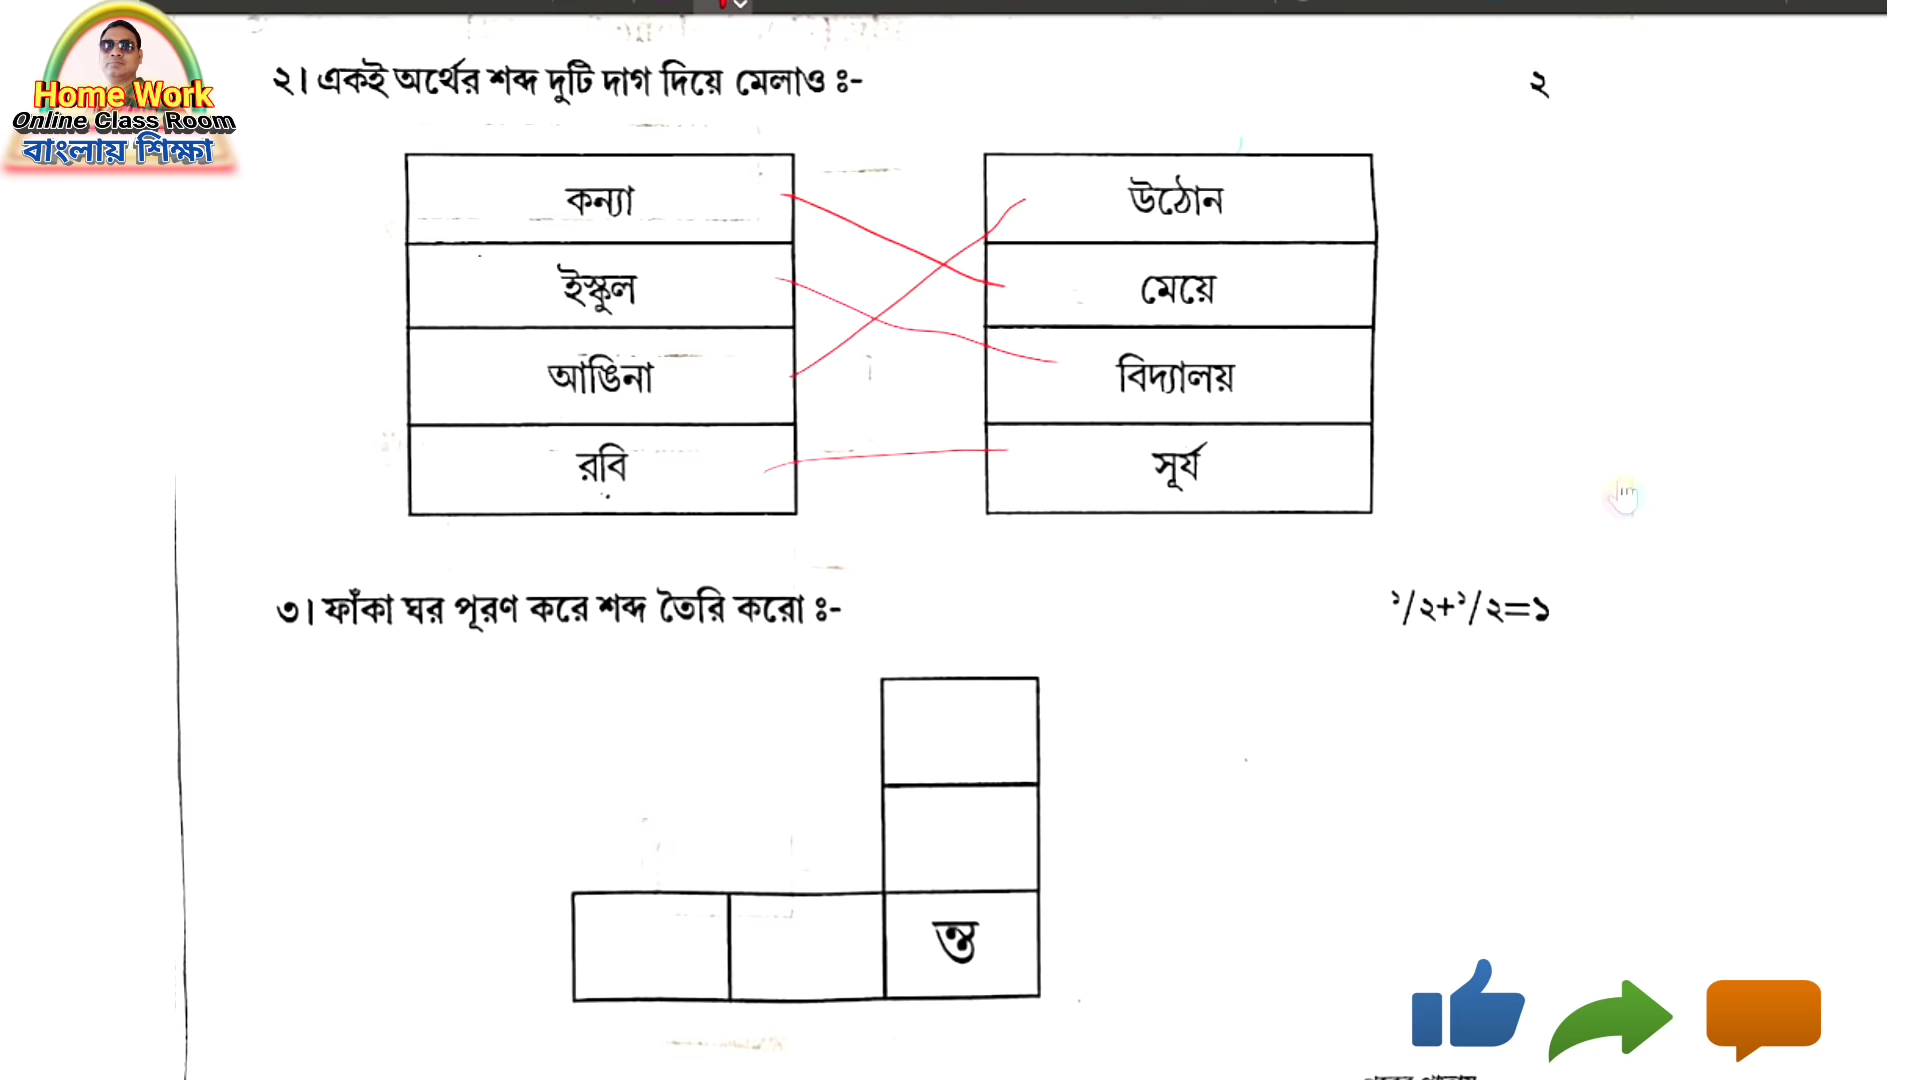 Home Work
Online Class Room
বাংলায় শিক্ষা
২। একই অর্থের শব্দ দুটি দাগ দিয়ে মেলাও ঃ- ২
কন্যা উঠোন
ইস্কুল মেয়ে
আঙিনা বিদ্যালয়
রবি সূর্য
৩। ফাঁকা ঘর পূরণ করে শব্দ তৈরি করো ঃ- ১/২+১/২=১
ন্ত